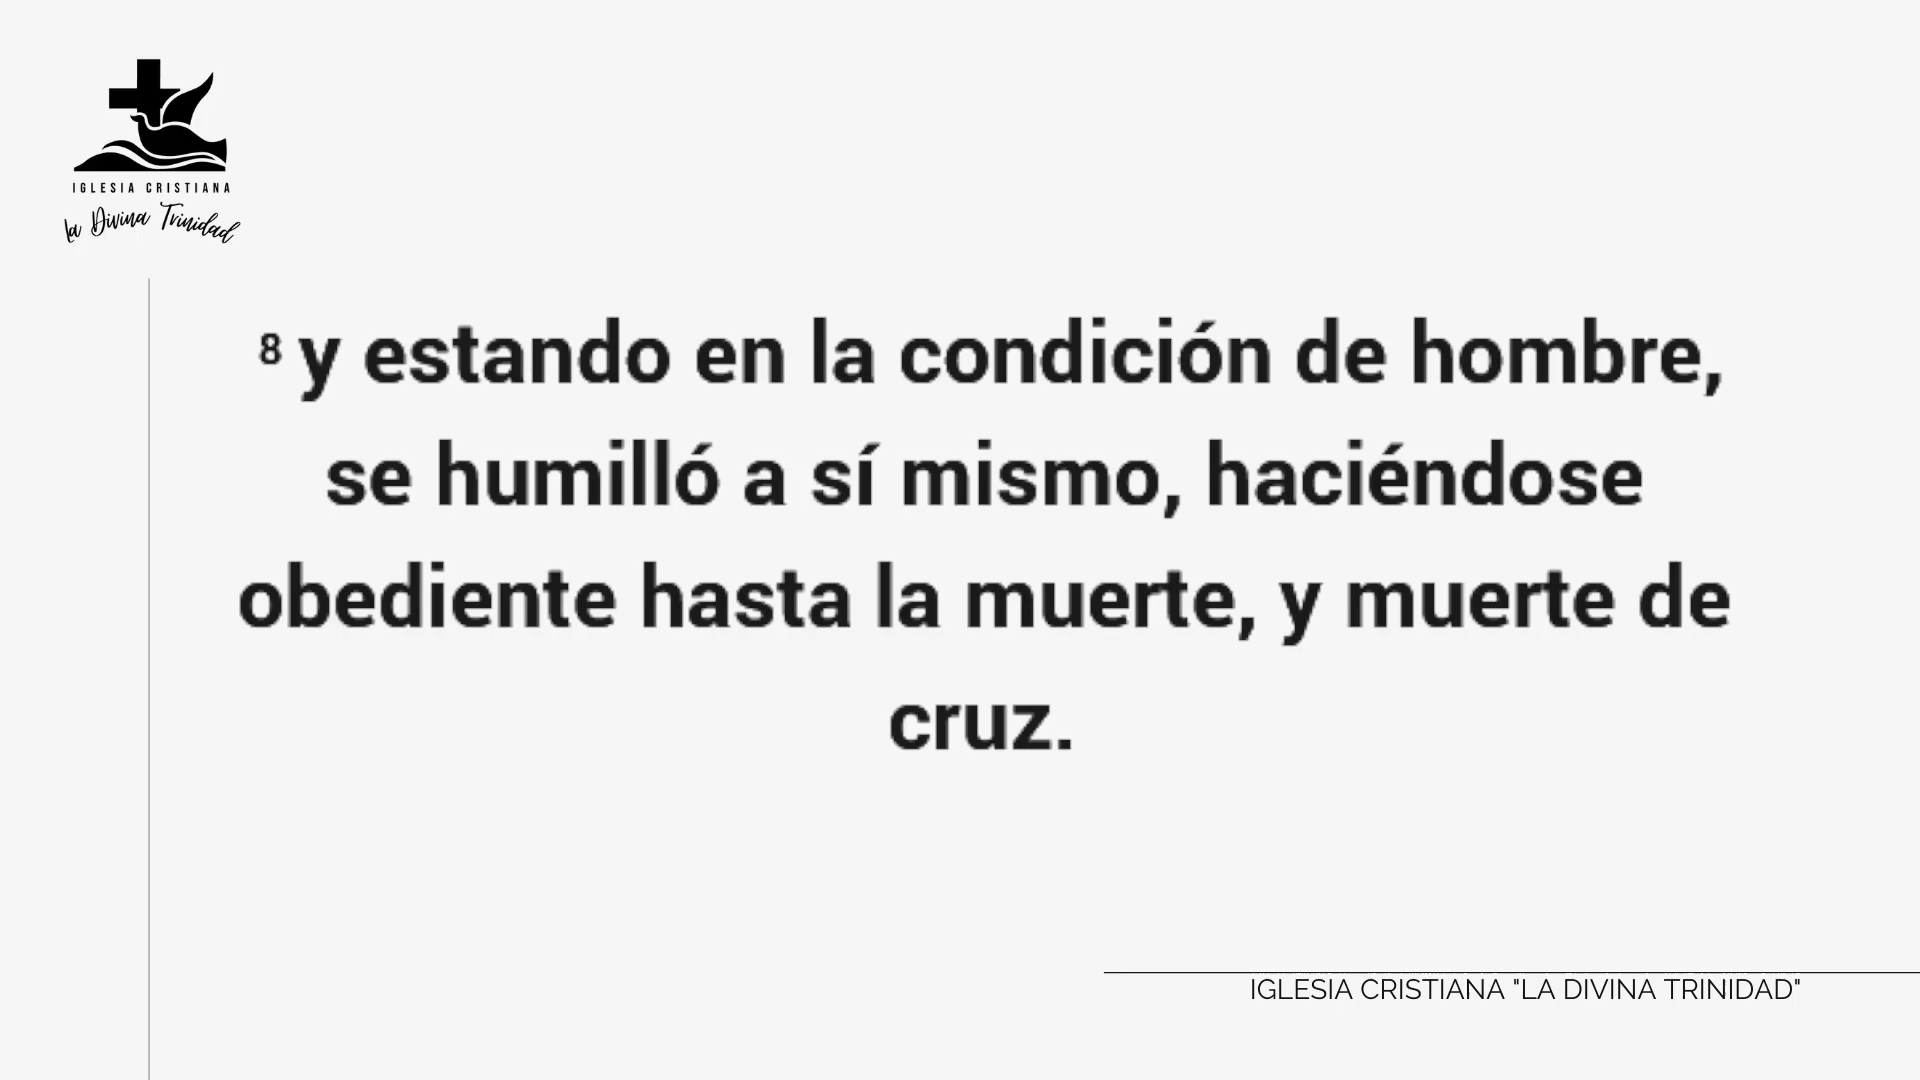 IGLESIA CRISTIANA
la Divina Trinidad
8 y estando en la condición de hombre,
se humilló a sí mismo, haciéndose
obediente hasta la muerte, y muerte de
cruz.
IGLESIA CRISTIANA "LA DIVINA TRINIDAD"